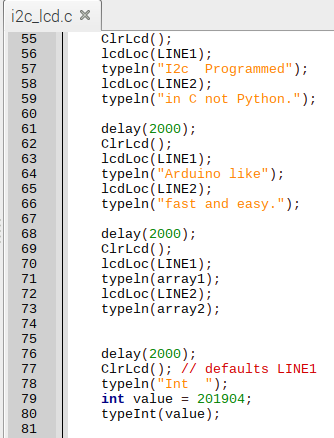 i2c_lcd.c ✖
55 ClrLcd();
56 lcdLoc(LINE1);
57 typeln("I2c  Programmed");
58 lcdLoc(LINE2);
59 typeln("in C not Python.");
60
61 delay(2000);
62 ClrLcd();
63 lcdLoc(LINE1);
64 typeln("Arduino like");
65 lcdLoc(LINE2);
66 typeln("fast and easy.");
67
68 delay(2000);
69 ClrLcd();
70 lcdLoc(LINE1);
71 typeln(array1);
72 lcdLoc(LINE2);
73 typeln(array2);
74
75
76 delay(2000);
77 ClrLcd(); // defaults LINE1
78 typeln("Int  ");
79 int value = 201904;
80 typeInt(value);
81